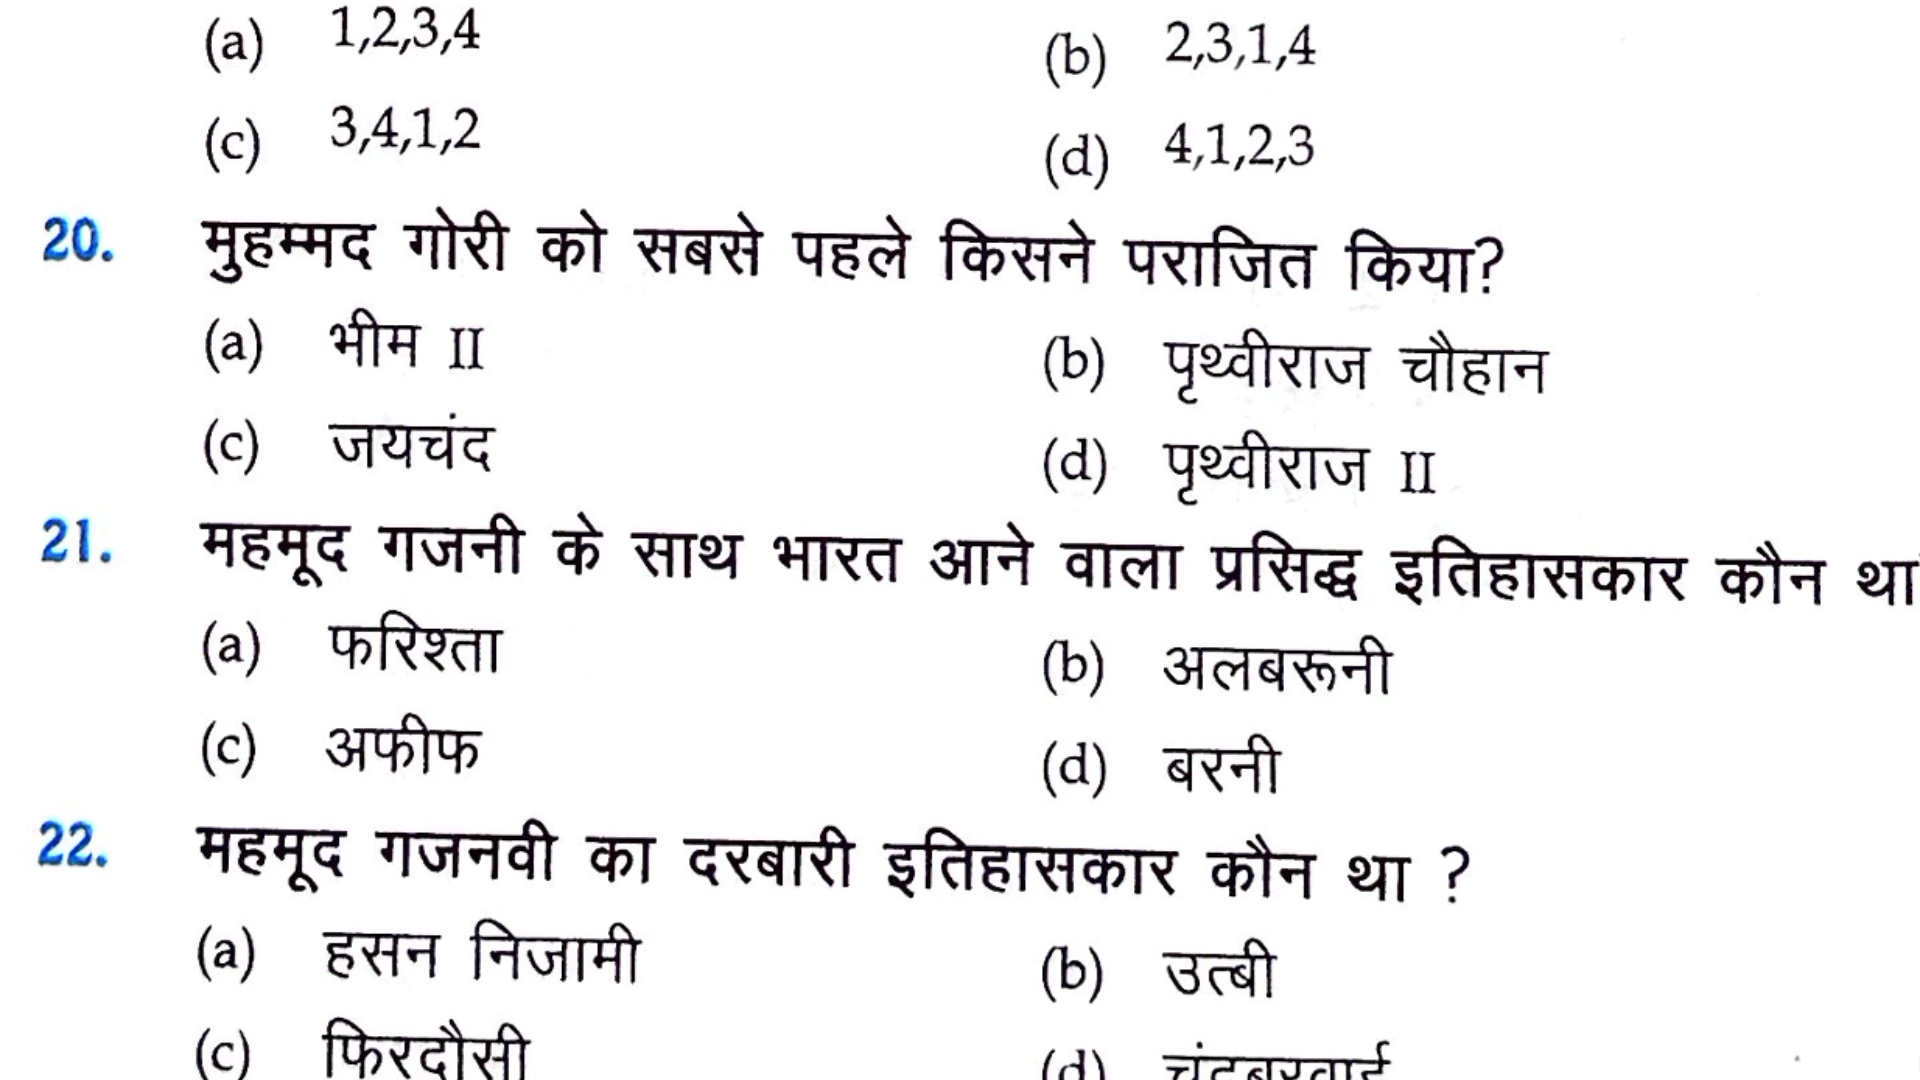 (a) 1,2,3,4 (b) 2,3,1,4
(c) 3,4,1,2 (d) 4,1,2,3
20. मुहम्मद गोरी को सबसे पहले किसने पराजित किया?
(a) भीम II (b) पृथ्वीराज चौहान
(c) जयचंद (d) पृथ्वीराज II
21. महमूद गजनी के साथ भारत आने वाला प्रसिद्ध इतिहासकार कौन था
(a) फरिश्ता (b) अलबरूनी
(c) अफीफ (d) बरनी
22. महमूद गजनवी का दरबारी इतिहासकार कौन था ?
(a) हसन निजामी (b) उत्बी
(c) फिरदौसी (d) चंदबरवाई